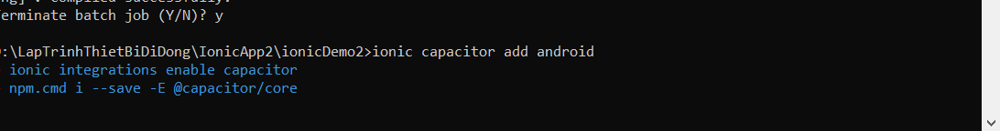 ng] : Compiled successfully.
erminate batch job (Y/N)? y
:\LapTrinhThietBiDiDong\IonicApp2\ionicDemo2>ionic capacitor add android
ionic integrations enable capacitor
npm.cmd i --save -E @capacitor/core